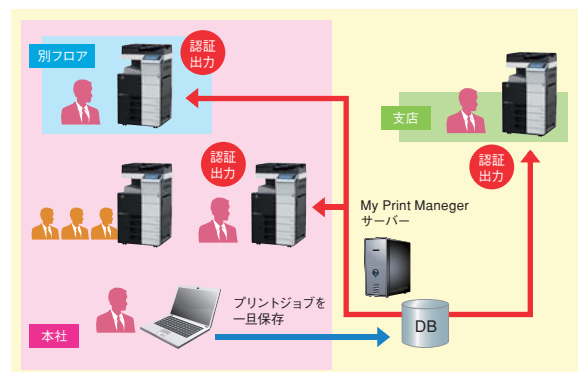 別フロア
認証
出力
支店
認証
出力
認証
出力
My Print Maneger
サーバー
プリントジョブを
一旦保存
DB
本社